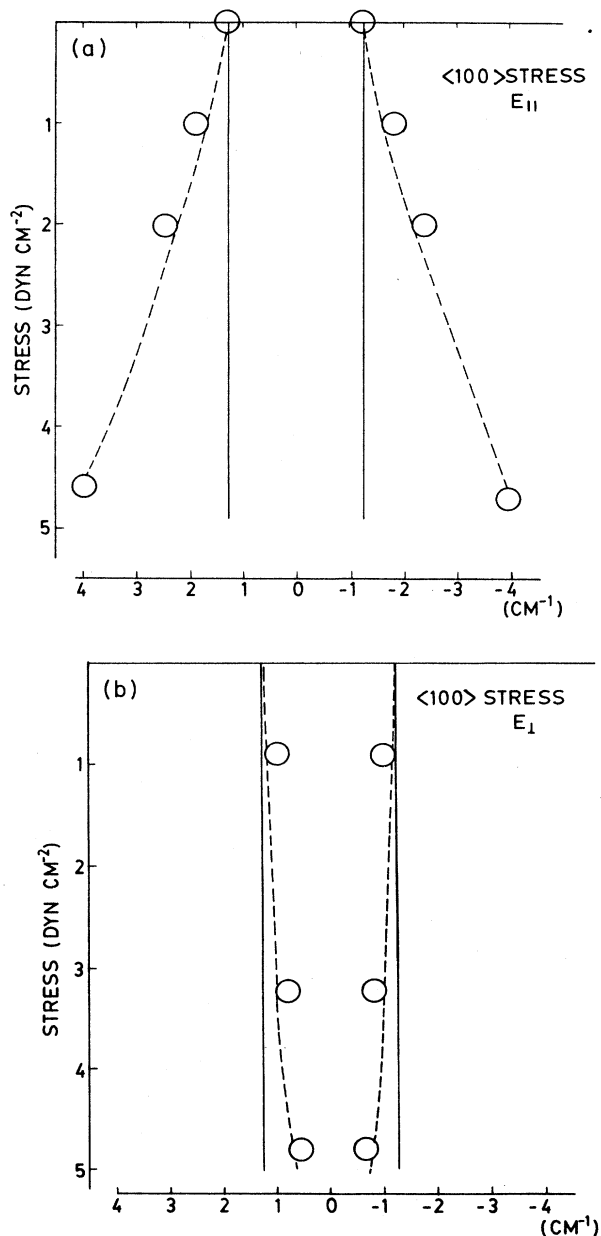 (a)
<100>STRESS
E||
STRESS (DYN CM-2)
1
2
3
4
5
4 3 2 1 0 -1 -2 -3 -4
(CM-1)
(b)
<100> STRESS
E⊥
STRESS (DYN CM-2)
1
2
3
4
5
4 3 2 1 0 -1 -2 -3 -4
(CM-1)